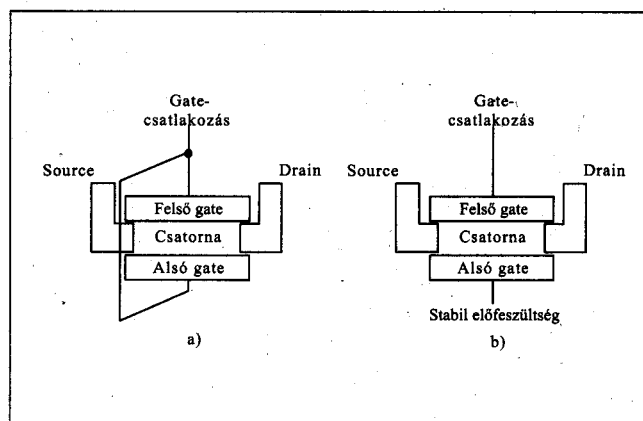 Gate-
csatlakozás
Source
Drain
Felső gate
Csatorna
Alsó gate
a)
Gate-
csatlakozás
Source
Drain
Felső gate
Csatorna
Alsó gate
Stabil előfeszültség
b)